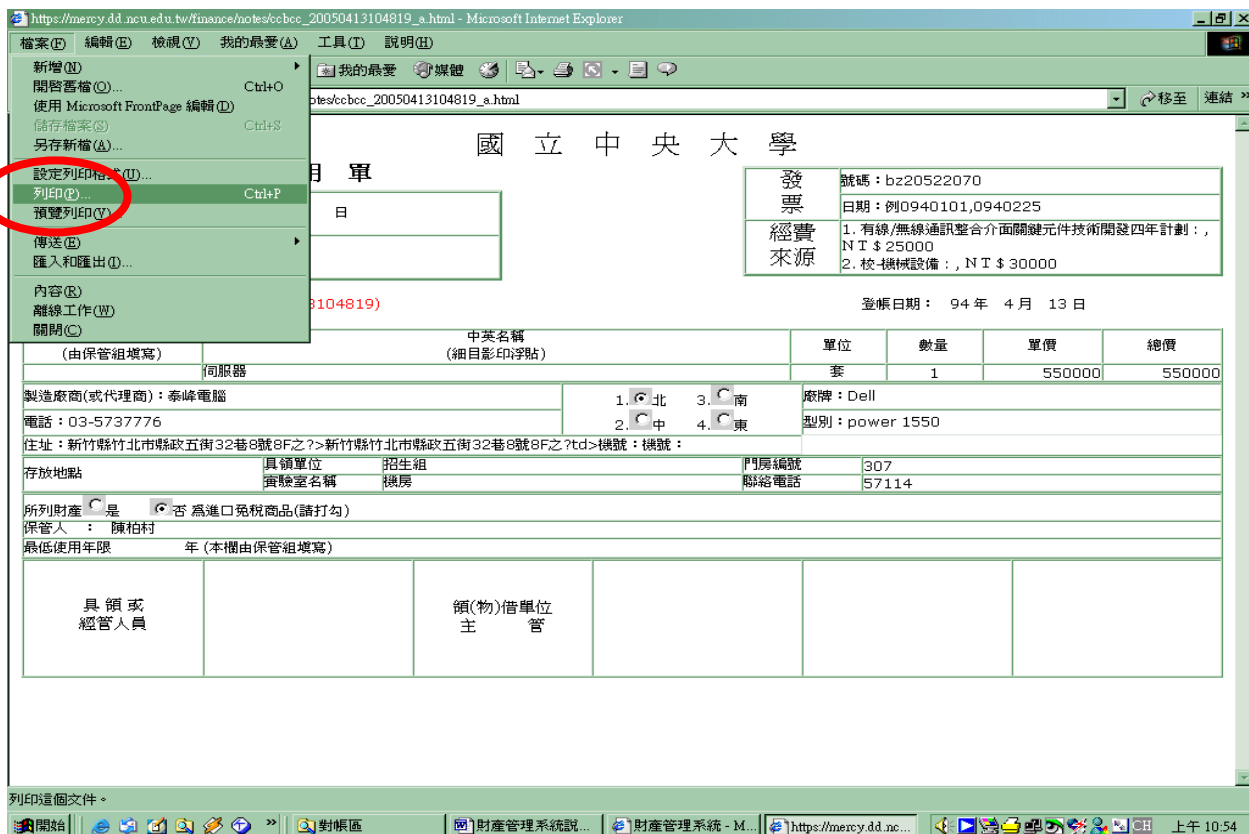 https://mercy.dd.ncu.edu.tw/finance/notes/ccbcc_20050413104819_a.html - Microsoft Internet Explorer
檔案(F) 編輯(E) 檢視(V) 我的最愛(A) 工具(T) 說明(H)
新增(N)
開啓舊檔(O)... Ctrl+O
使用 Microsoft FrontPage 編輯(D)
儲存檔案(S) Ctrl+S
另存新檔(A)...
設定列印格式(U)...
列印(P)... Ctrl+P
預覽列印(V)...
傳送(E)
匯入和匯出(I)...
內容(R)
離線工作(W)
關閉(C)
我的最愛 媒體
otes/ccbcc_20050413104819_a.html 移至 連結 »
國 立 中 央 大 學
單
日
發票 號碼：bz20522070
日期：例0940101,0940225
經費來源 1. 有線/無線通訊整合介面關鍵元件技術開發四年計劃：,
NT$25000
2. 校-機械設備：, NT$30000
3104819) 登帳日期： 94 年 4 月 13 日
(由保管組填寫) 中英名稱 單位 數量 單價 總價
(細目影印浮貼)
伺服器 套 1 550000 550000
製造廠商(或代理商)：泰峰電腦 1. 北 3. 南 廠牌：Dell
電話：03-5737776 2. 中 4. 東 型別：power 1550
住址：新竹縣竹北市縣政五街32巷8號8F之?>新竹縣竹北市縣政五街32巷8號8F之?td>機號：機號：
存放地點 具領單位 招生組 門房編號 307
實驗室名稱 機房 聯絡電話 57114
所列財產 是 否 爲進口免稅商品(請打勾)
保管人 ： 陳柏村
最低使用年限 年 (本欄由保管組填寫)
具 領 或
經管人員
領(物)借單位
主 管
列印這個文件。
開始 » 對帳區 財產管理系統說... 財產管理系統 - M... https://mercy.dd.nc... CH 上午 10:54